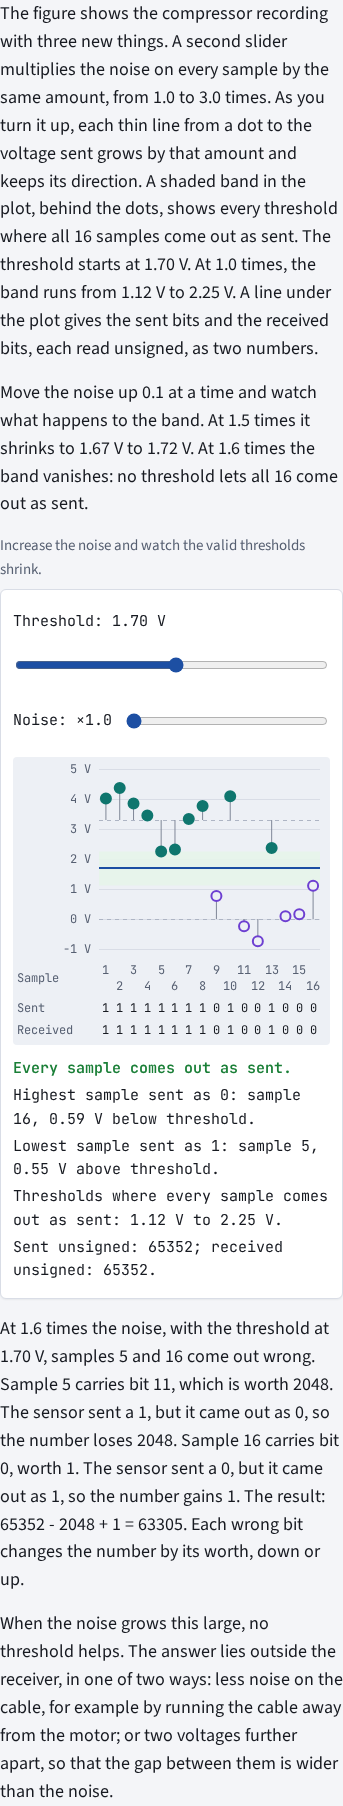 The figure shows the compressor recording
with three new things. A second slider
multiplies the noise on every sample by the
same amount, from 1.0 to 3.0 times. As you
turn it up, each thin line from a dot to the
voltage sent grows by that amount and
keeps its direction. A shaded band in the
plot, behind the dots, shows every threshold
where all 16 samples come out as sent. The
threshold starts at 1.70 V. At 1.0 times, the
band runs from 1.12 V to 2.25 V. A line under
the plot gives the sent bits and the received
bits, each read unsigned, as two numbers.
Move the noise up 0.1 at a time and watch
what happens to the band. At 1.5 times it
shrinks to 1.67 V to 1.72 V. At 1.6 times the
band vanishes: no threshold lets all 16 come
out as sent.
Increase the noise and watch the valid thresholds
shrink.
Threshold: 1.70 V
Noise: ×1.0
5 V
4 V
3 V
2 V
1 V
0 V
-1 V
Sample 1 2 3 4 5 6 7 8 9 10 11 12 13 14 15 16
Sent 1 1 1 1 1 1 1 1 0 1 0 0 1 0 0 0
Received 1 1 1 1 1 1 1 1 0 1 0 0 1 0 0 0
Every sample comes out as sent.
Highest sample sent as 0: sample
16, 0.59 V below threshold.
Lowest sample sent as 1: sample 5,
0.55 V above threshold.
Thresholds where every sample comes
out as sent: 1.12 V to 2.25 V.
Sent unsigned: 65352; received
unsigned: 65352.
At 1.6 times the noise, with the threshold at
1.70 V, samples 5 and 16 come out wrong.
Sample 5 carries bit 11, which is worth 2048.
The sensor sent a 1, but it came out as 0, so
the number loses 2048. Sample 16 carries bit
0, worth 1. The sensor sent a 0, but it came
out as 1, so the number gains 1. The result:
65352 - 2048 + 1 = 63305. Each wrong bit
changes the number by its worth, down or
up.
When the noise grows this large, no
threshold helps. The answer lies outside the
receiver, in one of two ways: less noise on the
cable, for example by running the cable away
from the motor; or two voltages further
apart, so that the gap between them is wider
than the noise.